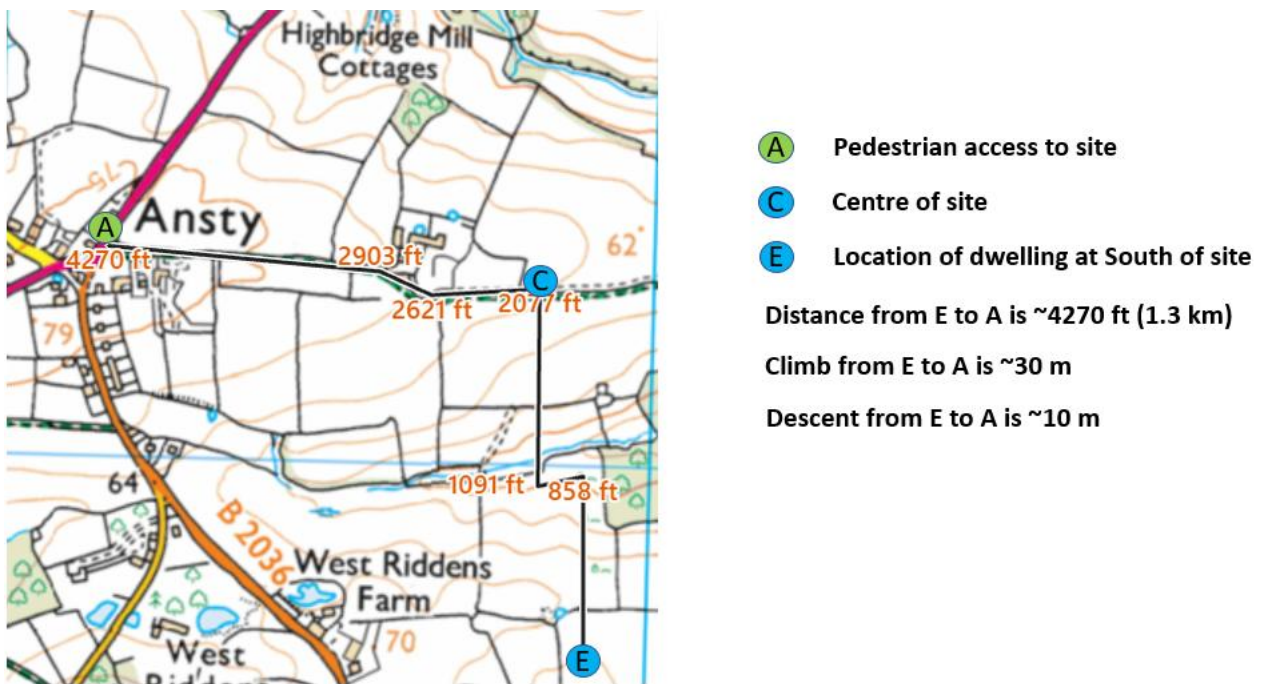 Highbridge Mill
Cottages
75
A
Ansty
4270 ft
2903 ft
62
C
2621 ft
2077 ft
79
1091 ft
858 ft
64
B 2036
West Riddens
Farm
70
West
E
A Pedestrian access to site
C Centre of site
E Location of dwelling at South of site
Distance from E to A is ~4270 ft (1.3 km)
Climb from E to A is ~30 m
Descent from E to A is ~10 m